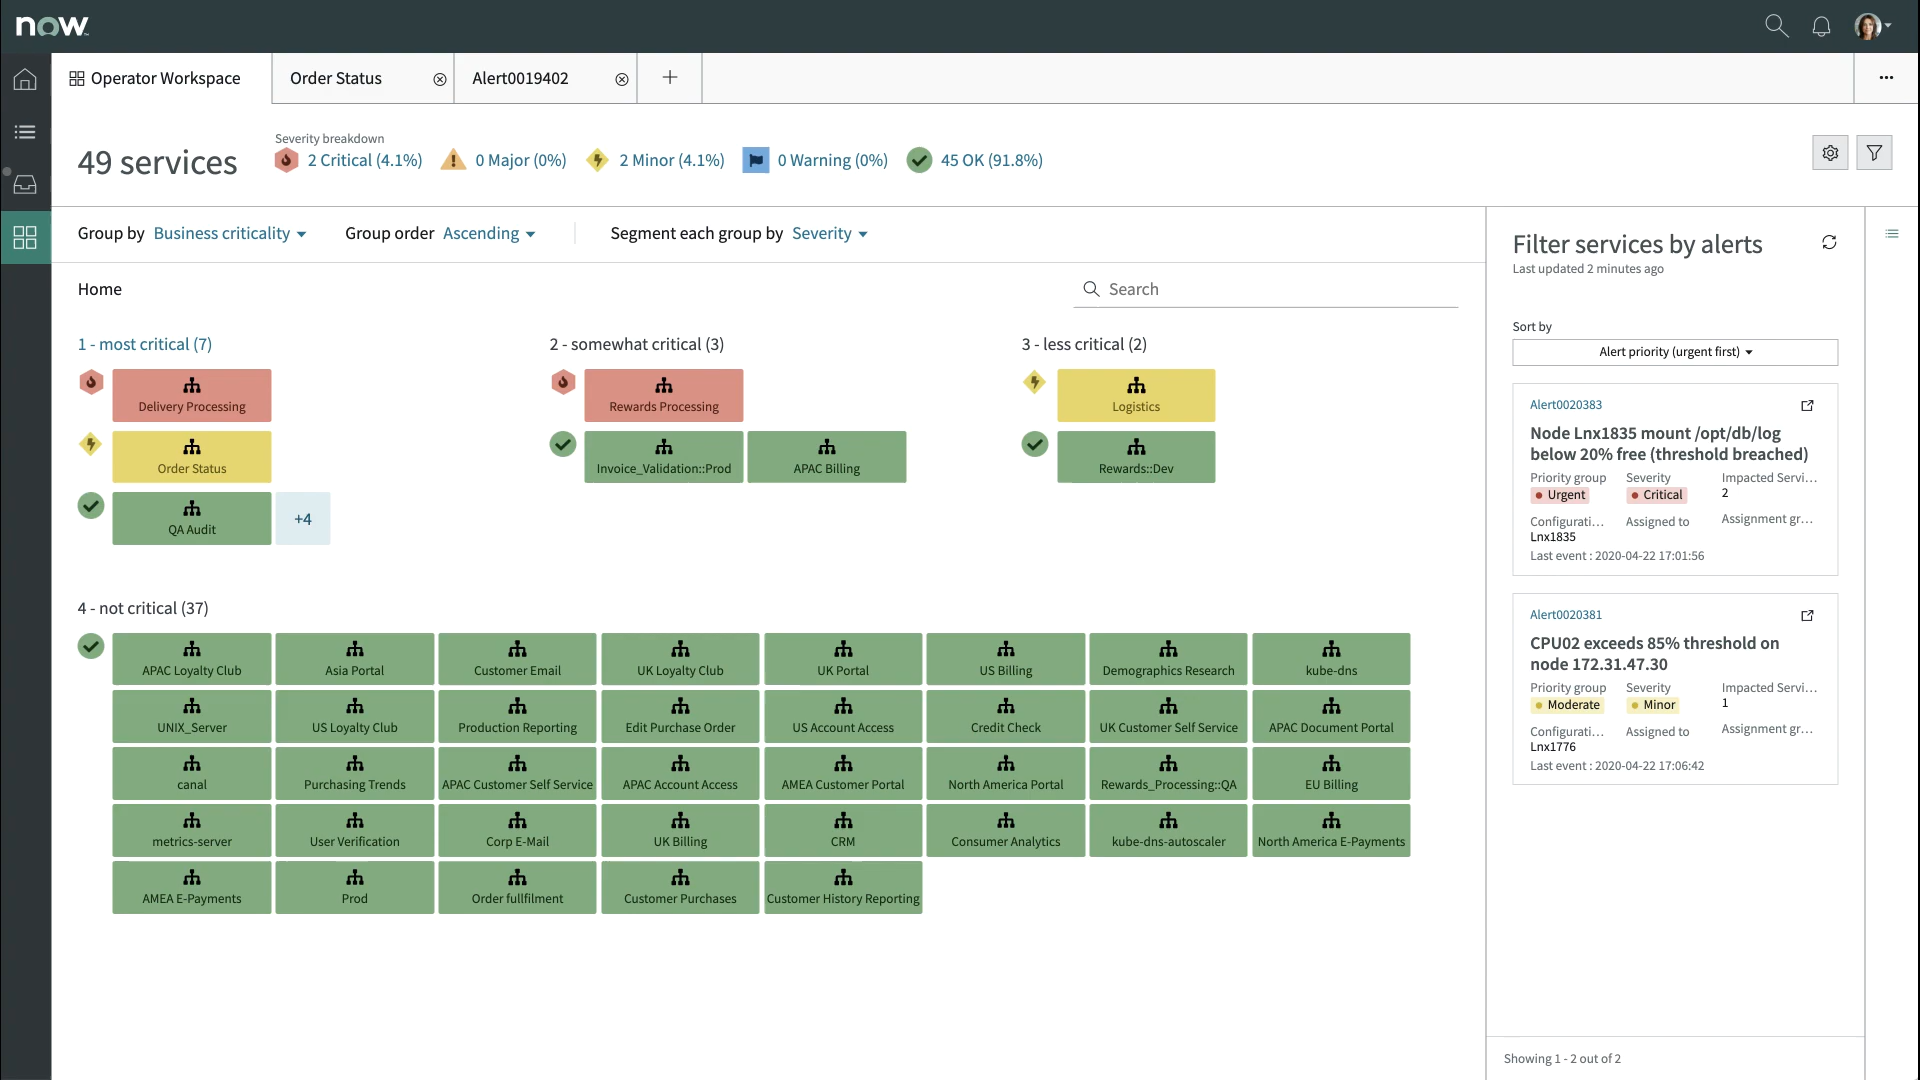 now
Operator Workspace
Order Status
Alert0019402
49 services
Severity breakdown
2 Critical (4.1%)
0 Major (0%)
2 Minor (4.1%)
0 Warning (0%)
45 OK (91.8%)
Group by Business criticality
Group order Ascending
Segment each group by Severity
Home
Search
1 - most critical (7)
Delivery Processing
Order Status
QA Audit
+4
2 - somewhat critical (3)
Rewards Processing
Invoice_Validation::Prod
APAC Billing
3 - less critical (2)
Logistics
Rewards::Dev
4 - not critical (37)
APAC Loyalty Club
Asia Portal
Customer Email
UK Loyalty Club
UK Portal
US Billing
Demographics Research
kube-dns
UNIX_Server
US Loyalty Club
Production Reporting
Edit Purchase Order
US Account Access
Credit Check
UK Customer Self Service
APAC Document Portal
canal
Purchasing Trends
APAC Customer Self Service
APAC Account Access
AMEA Customer Portal
North America Portal
Rewards_Processing::QA
EU Billing
metrics-server
User Verification
Corp E-Mail
UK Billing
CRM
Consumer Analytics
kube-dns-autoscaler
North America E-Payments
AMEA E-Payments
Prod
Order fullfilment
Customer Purchases
Customer History Reporting
Filter services by alerts
Last updated 2 minutes ago
Sort by
Alert priority (urgent first)
Alert0020383
Node Lnx1835 mount /opt/db/log
below 20% free (threshold breached)
Priority group
Severity
Impacted Servi...
Urgent
Critical
2
Configurati...
Assigned to
Assignment gr...
Lnx1835
Last event : 2020-04-22 17:01:56
Alert0020381
CPU02 exceeds 85% threshold on
node 172.31.47.30
Priority group
Severity
Impacted Servi...
Moderate
Minor
1
Configurati...
Assigned to
Assignment gr...
Lnx1776
Last event : 2020-04-22 17:06:42
Showing 1 - 2 out of 2